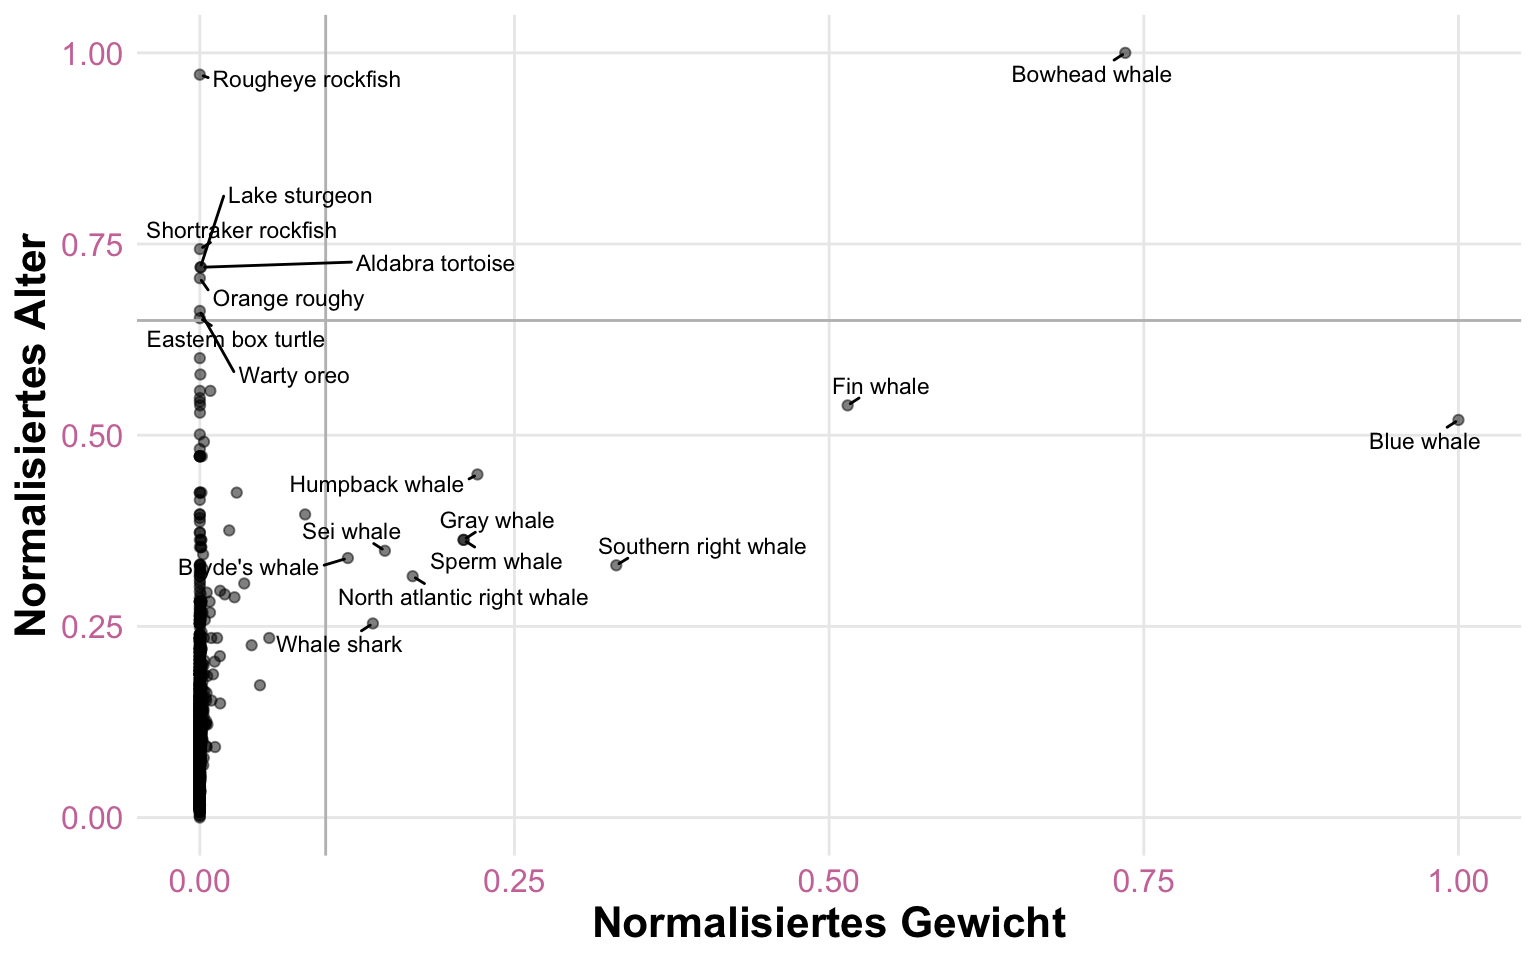 1.00
Bowhead whale
Rougheye rockfish
Lake sturgeon
Shortraker rockfish
0.75
Aldabra tortoise
Orange roughy
Eastern box turtle
Warty oreo
Fin whale
0.50
Blue whale
Humpback whale
Gray whale
Sei whale
Southern right whale
Sperm whale
Bryde's whale
North atlantic right whale
0.25
Whale shark
0.00
Normalisiertes Alter
0.00 0.25 0.50 0.75 1.00
Normalisiertes Gewicht